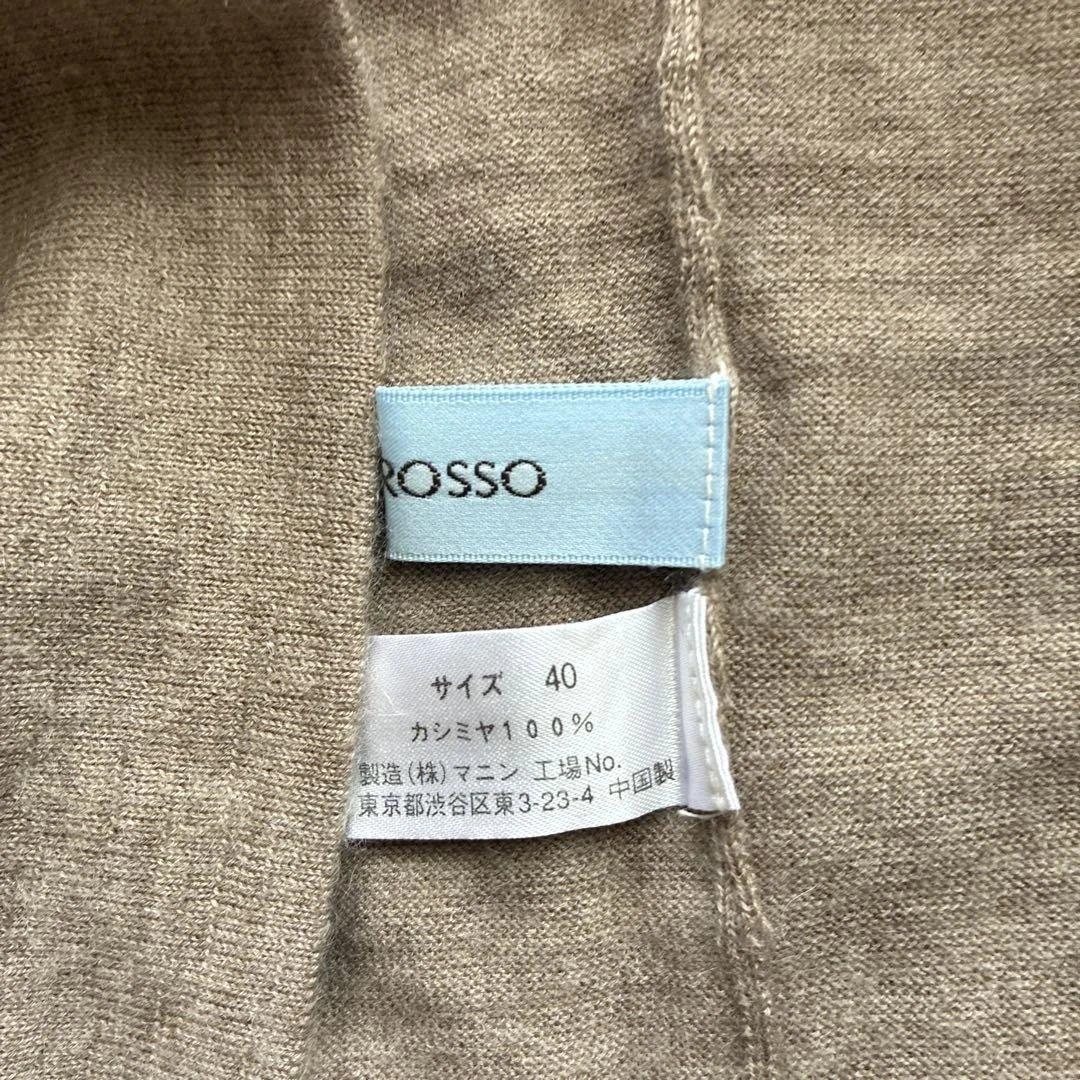 ROSSO
サイズ 40
カシミヤ100%
製造(株)マニン 工場No.
東京都渋谷区東3-23-4 中国製